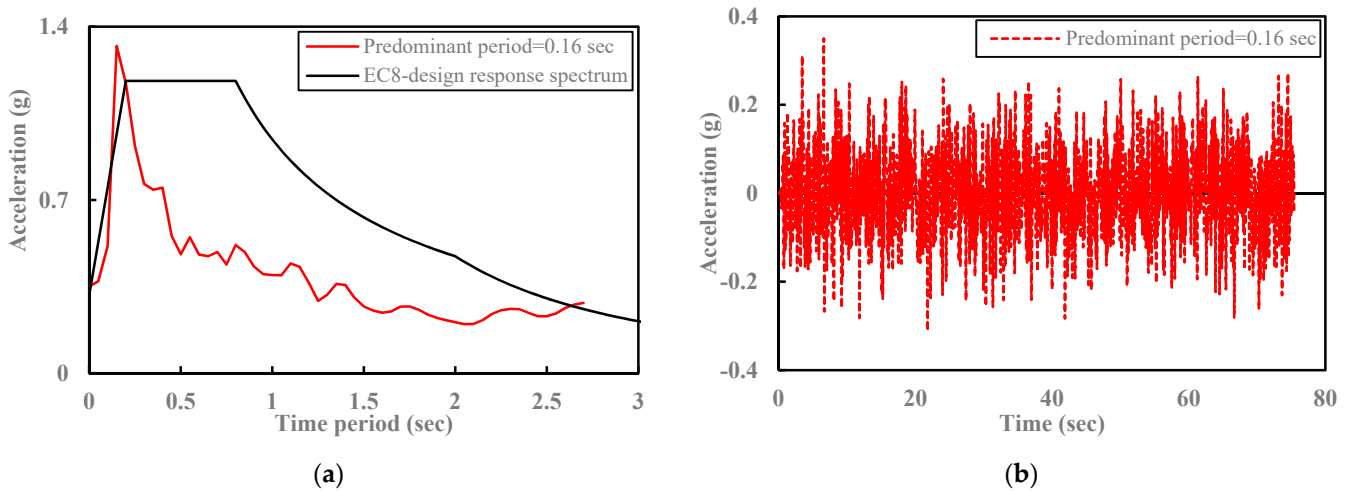 1.4
0.7
0
Acceleration (g)
Predominant period=0.16 sec
EC8-design response spectrum
0 0.5 1 1.5 2 2.5 3
Time period (sec)
(a)
0.4
0.2
0
-0.2
-0.4
Acceleration (g)
Predominant period=0.16 sec
0 20 40 60 80
Time (sec)
(b)